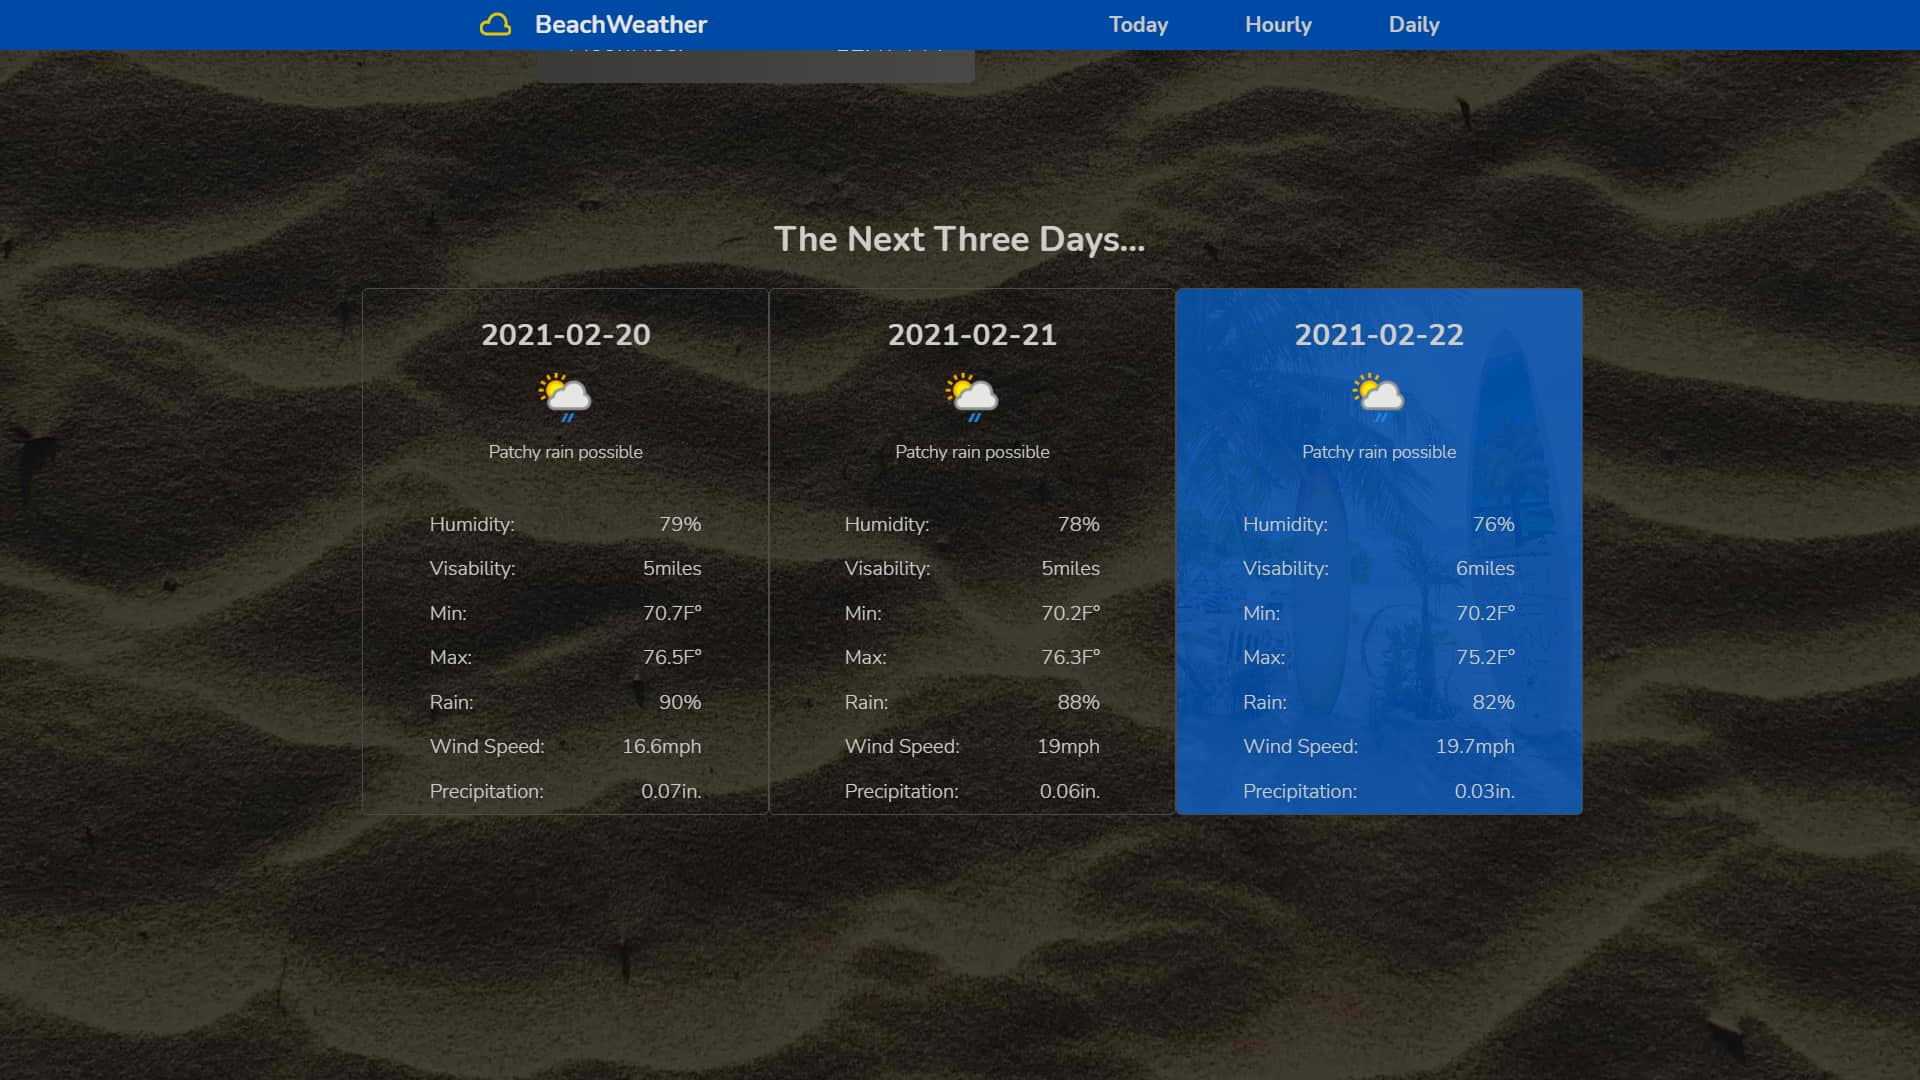 BeachWeather Today Hourly Daily
The Next Three Days...
2021-02-20
Patchy rain possible
Humidity: 79%
Visability: 5miles
Min: 70.7F°
Max: 76.5F°
Rain: 90%
Wind Speed: 16.6mph
Precipitation: 0.07in.
2021-02-21
Patchy rain possible
Humidity: 78%
Visability: 5miles
Min: 70.2F°
Max: 76.3F°
Rain: 88%
Wind Speed: 19mph
Precipitation: 0.06in.
2021-02-22
Patchy rain possible
Humidity: 76%
Visability: 6miles
Min: 70.2F°
Max: 75.2F°
Rain: 82%
Wind Speed: 19.7mph
Precipitation: 0.03in.